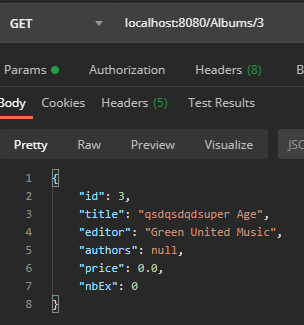 GET localhost:8080/Albums/3
Params Authorization Headers (8) B
Body Cookies Headers (5) Test Results
Pretty Raw Preview Visualize JSC
1 {
2 "id": 3,
3 "title": "qsdqsdqdsuper Age",
4 "editor": "Green United Music",
5 "authors": null,
6 "price": 0.0,
7 "nbEx": 0
8 }